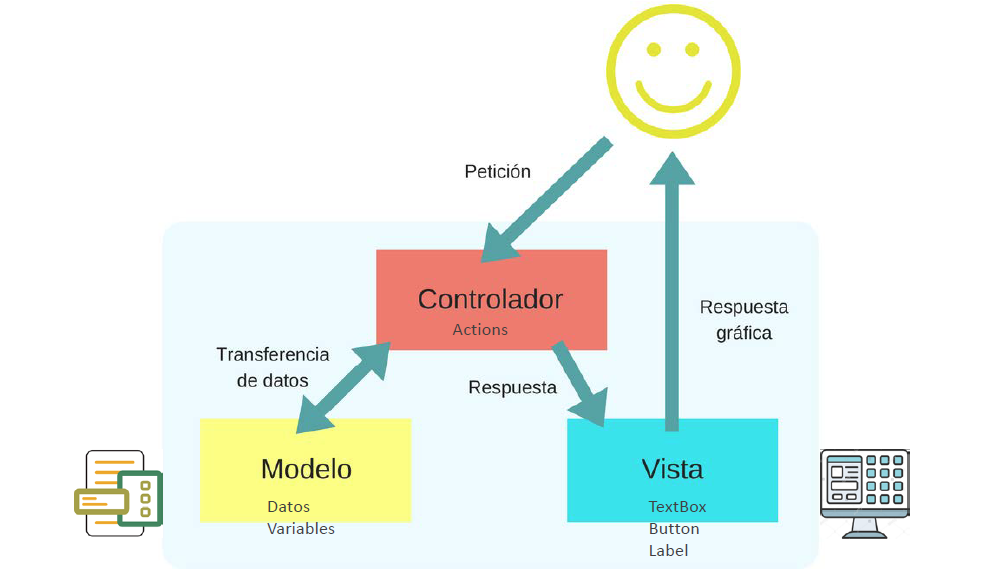 Petición
Controlador
Actions
Respuesta
gráfica
Transferencia
de datos
Respuesta
Modelo
Datos
Variables
Vista
TextBox
Button
Label